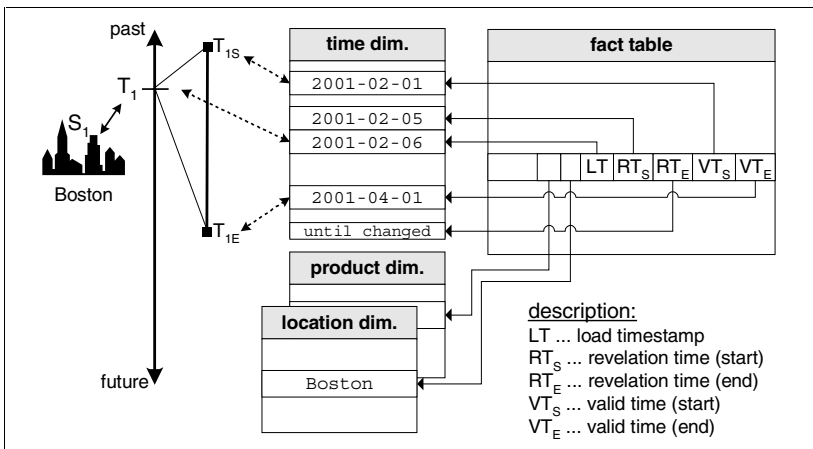 past
T1S
T1
S1
Boston
T1E
future
time dim.
2001-02-01
2001-02-05
2001-02-06
2001-04-01
until changed
fact table
LT RTS RTE VTS VTE
product dim.
location dim.
Boston
description:
LT ... load timestamp
RTS ... revelation time (start)
RTE ... revelation time (end)
VTS ... valid time (start)
VTE ... valid time (end)